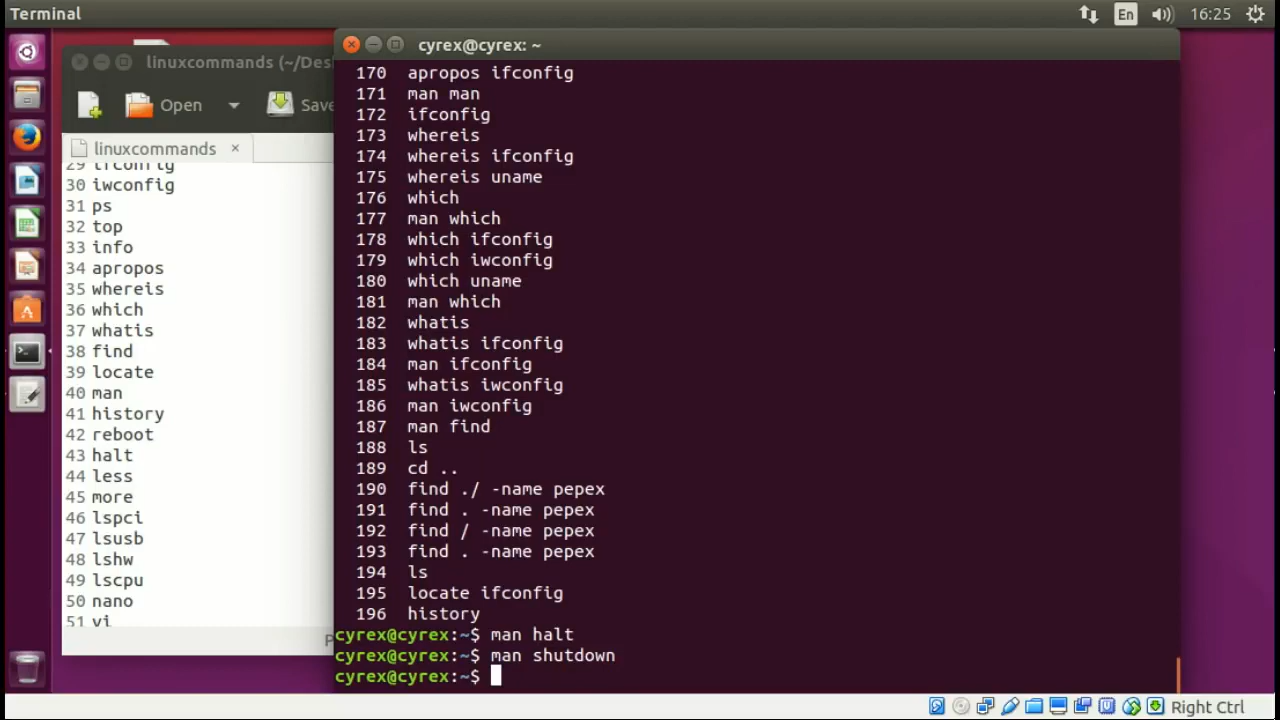 Terminal
En
16:25
linuxcommands (~/Des
Open
Save
linuxcommands ×
29 ifconfig
30 iwconfig
31 ps
32 top
33 info
34 apropos
35 whereis
36 which
37 whatis
38 find
39 locate
40 man
41 history
42 reboot
43 halt
44 less
45 more
46 lspci
47 lsusb
48 lshw
49 lscpu
50 nano
51 vi
P
cyrex@cyrex: ~
170 apropos ifconfig
171 man man
172 ifconfig
173 whereis
174 whereis ifconfig
175 whereis uname
176 which
177 man which
178 which ifconfig
179 which iwconfig
180 which uname
181 man which
182 whatis
183 whatis ifconfig
184 man ifconfig
185 whatis iwconfig
186 man iwconfig
187 man find
188 ls
189 cd ..
190 find ./ -name pepex
191 find . -name pepex
192 find / -name pepex
193 find . -name pepex
194 ls
195 locate ifconfig
196 history
cyrex@cyrex:~$ man halt
cyrex@cyrex:~$ man shutdown
cyrex@cyrex:~$
Right Ctrl